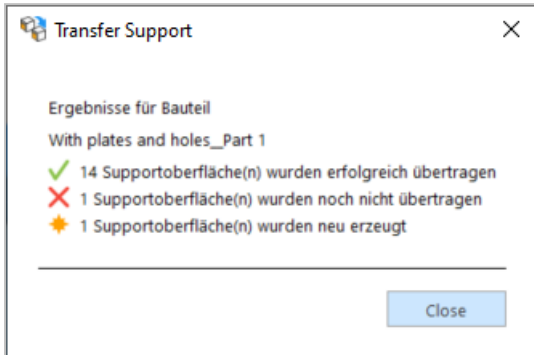 Transfer Support
Ergebnisse für Bauteil
With plates and holes__Part 1
14 Supportoberfläche(n) wurden erfolgreich übertragen
1 Supportoberfläche(n) wurden noch nicht übertragen
1 Supportoberfläche(n) wurden neu erzeugt
Close